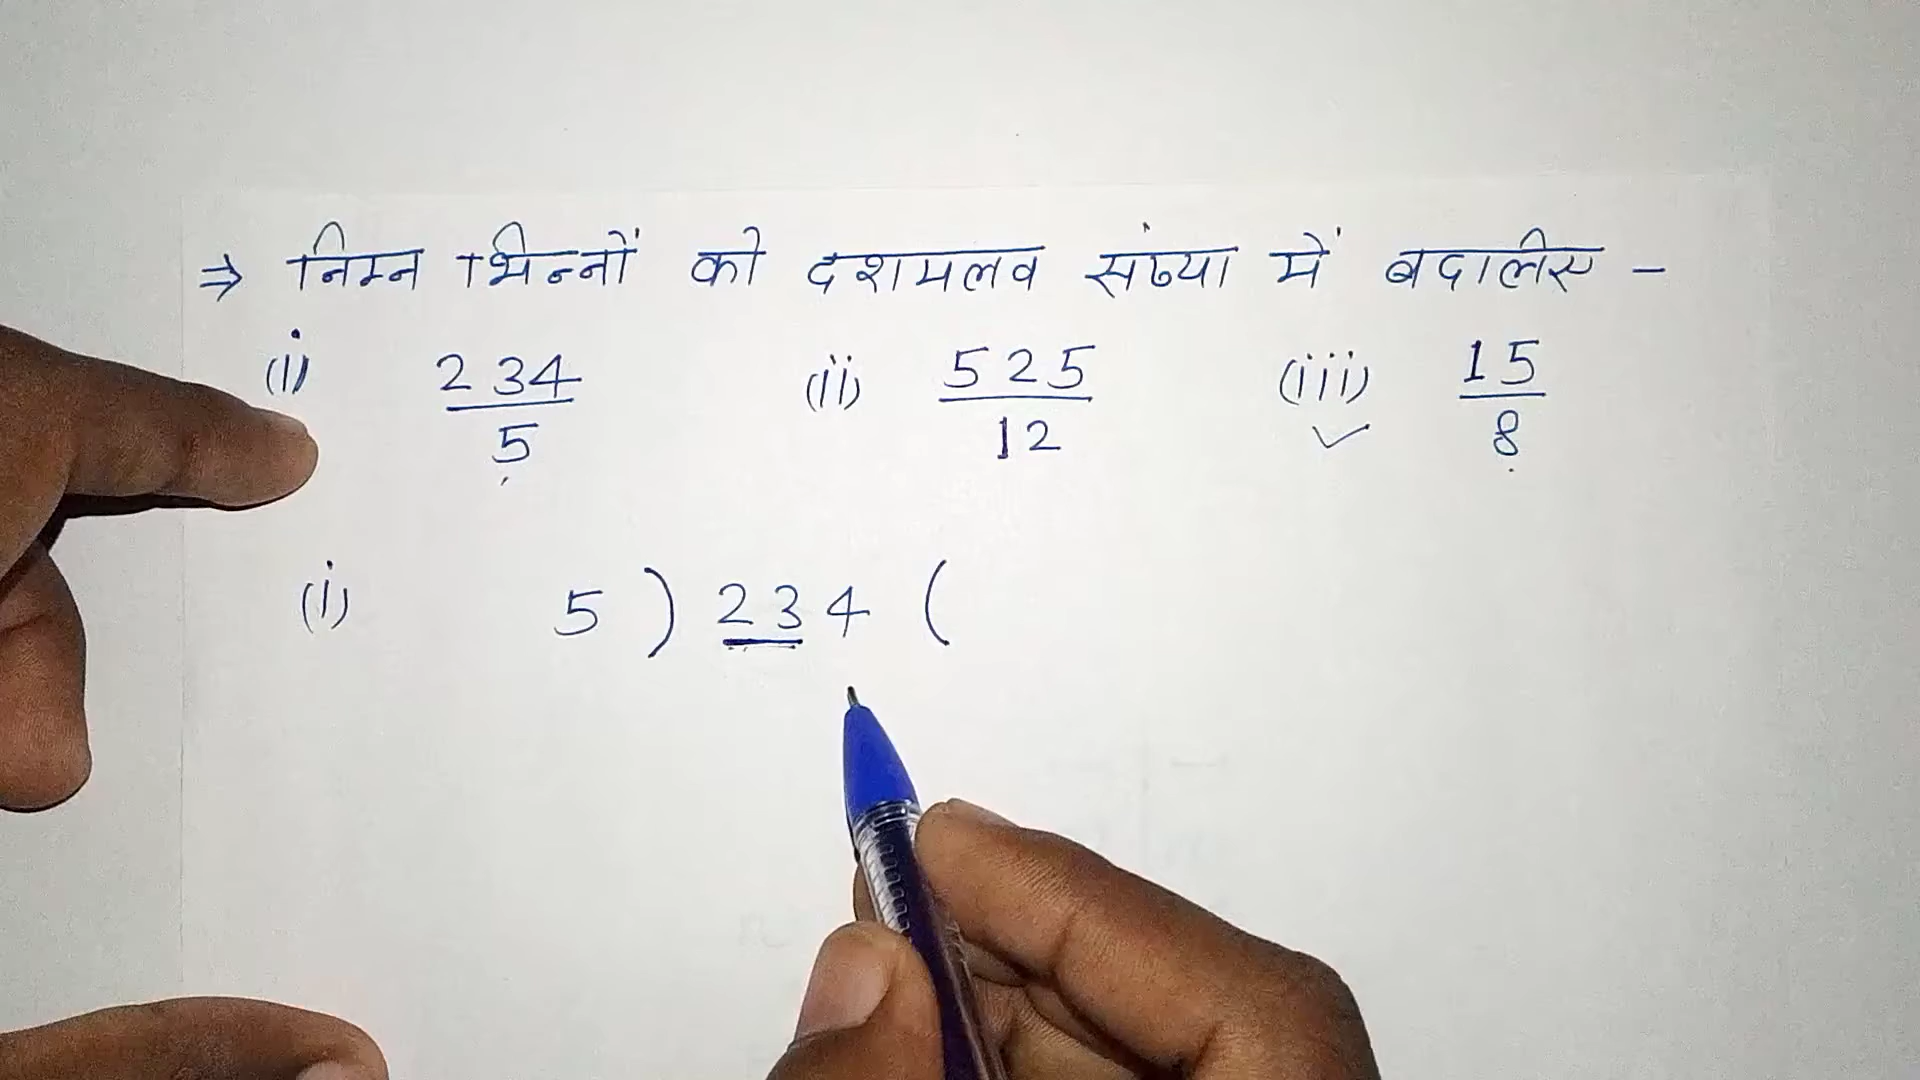 ⇒ निम्न भिन्नों को दशमलव संख्या में बदलिए -
(i) 234/5 (ii) 525/12 (iii) 15/8
(i) 5 ) 234 (